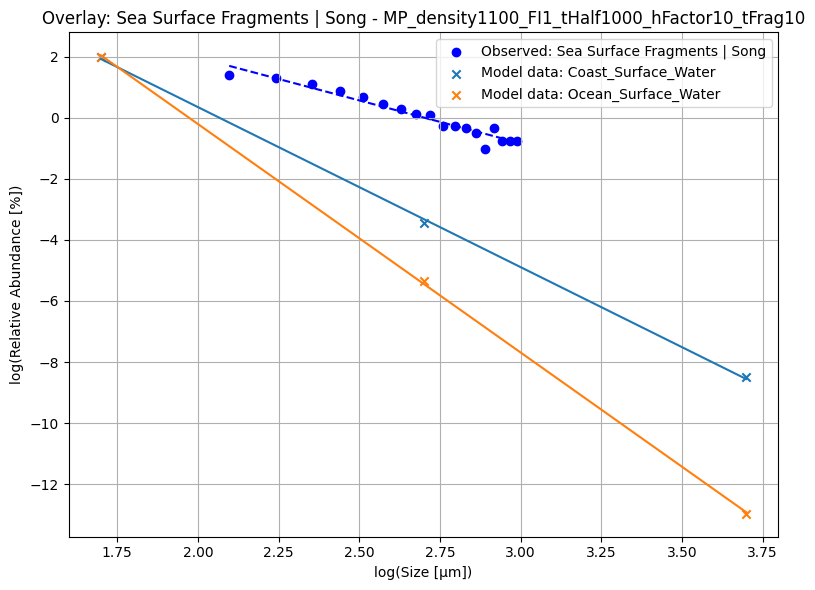 Overlay: Sea Surface Fragments | Song - MP_density1100_FI1_tHalf1000_hFactor10_tFrag10
Observed: Sea Surface Fragments | Song
Model data: Coast_Surface_Water
Model data: Ocean_Surface_Water
log(Relative Abundance [%])
2
0
−2
−4
−6
−8
−10
−12
1.75
2.00
2.25
2.50
2.75
3.00
3.25
3.50
3.75
log(Size [μm])